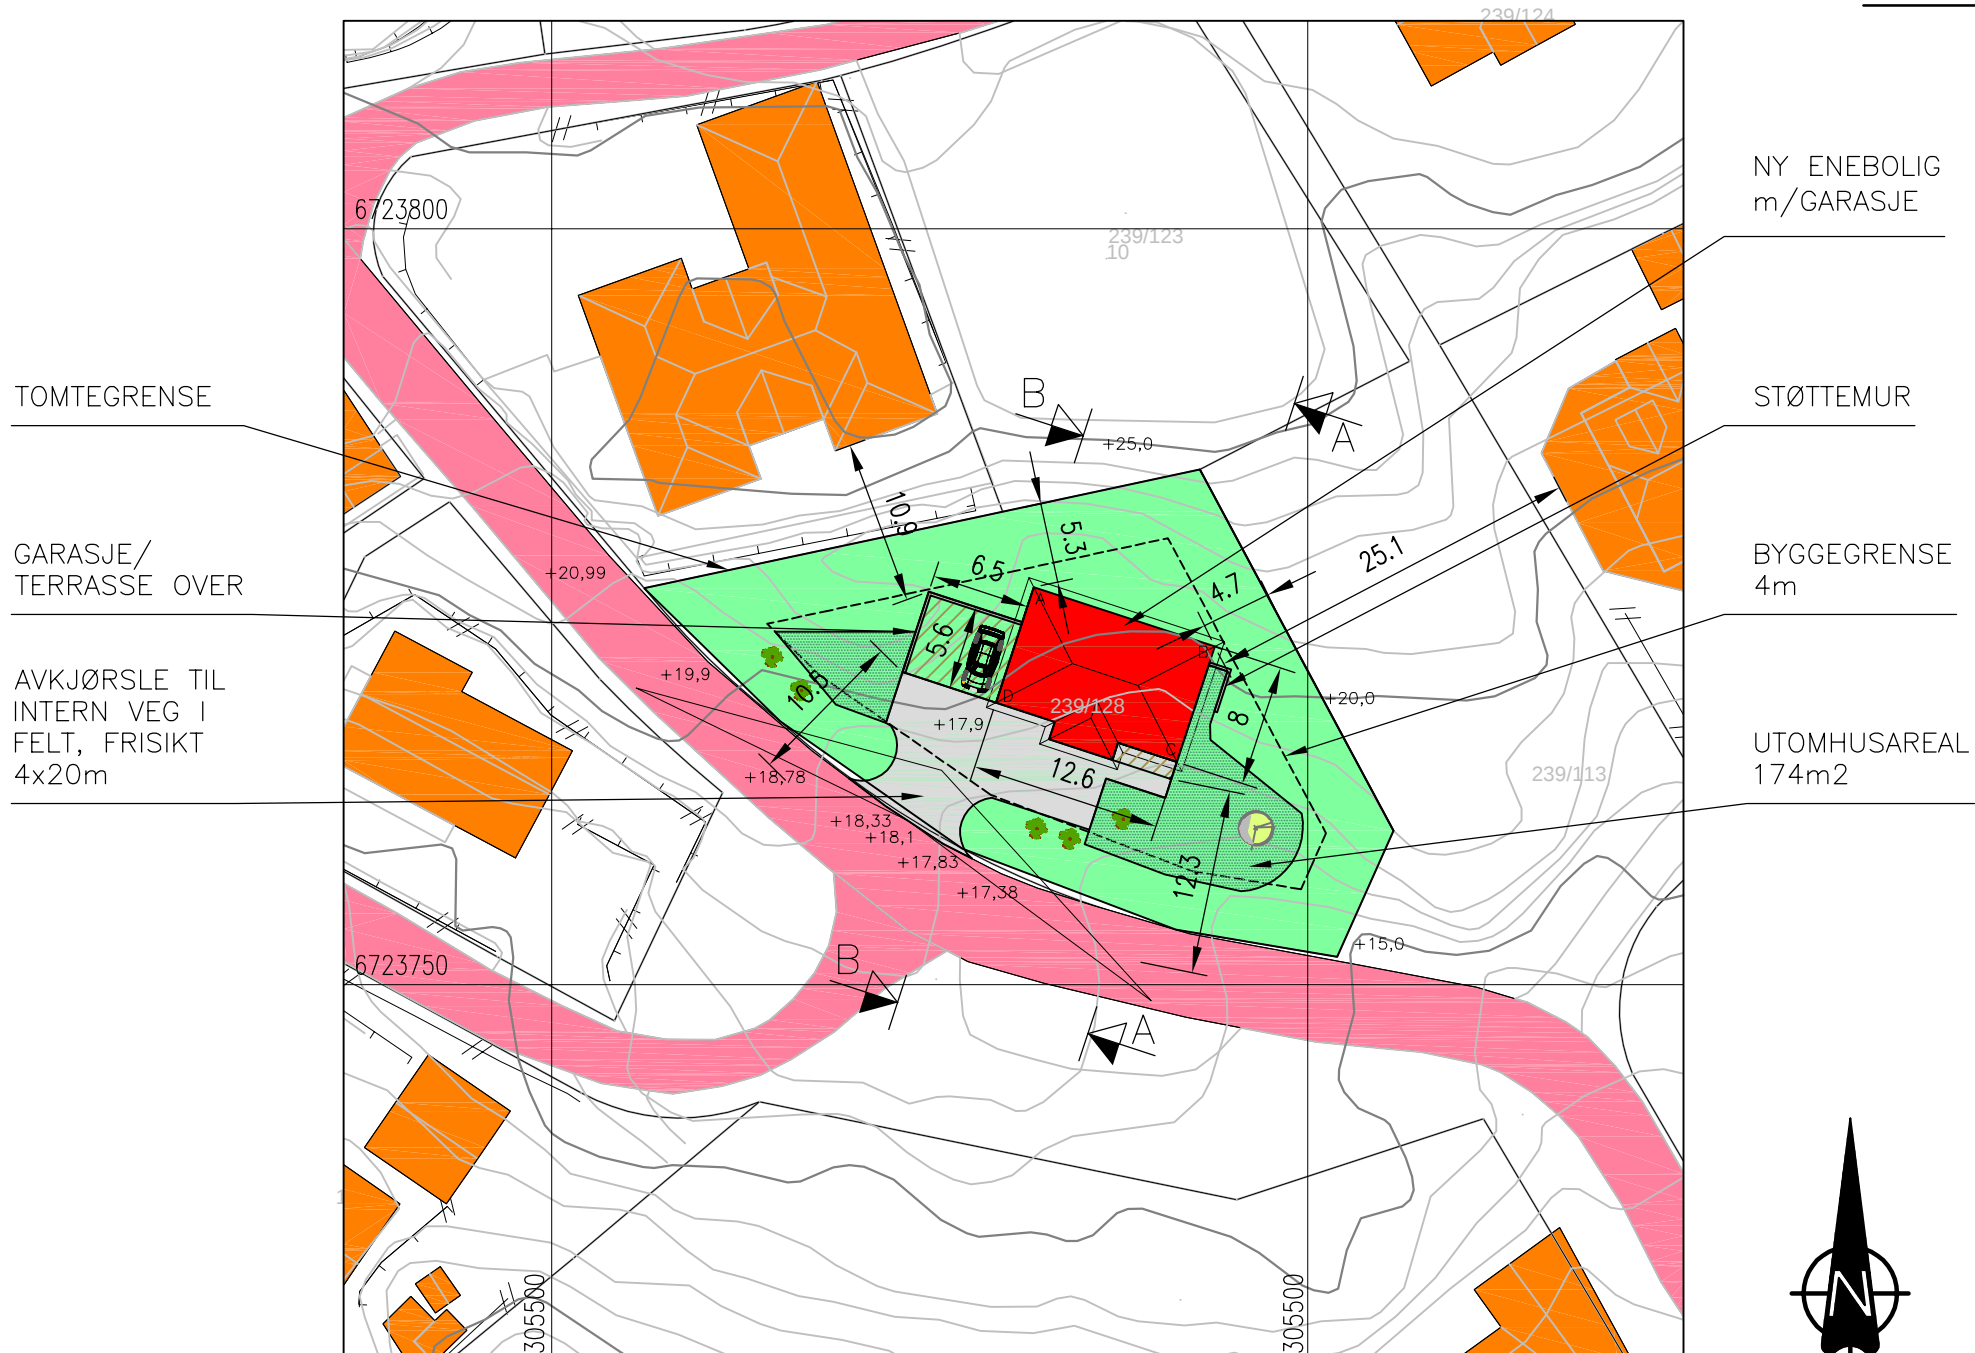 239/124
NY ENEBOLIG
m/GARASJE
6723800
239/123
10
TOMTEGRENSE
STØTTEMUR
B
A
+25,0
10.9
5.3
25.1
GARASJE/
TERRASSE OVER
BYGGEGRENSE
4m
+20,99
6.5
4.7
A
5.6
B
+19,9
10.5
D
239/128
+20,0
AVKJØRSLE TIL
INTERN VEG I
FELT, FRISIKT
4x20m
+17,9
8
C
UTOMHUSAREAL
174m2
+18,78
12.6
239/113
+18,33
+18,1
+17,83
+17,38
12.3
+15,0
6723750
B
A
305500
305500
N